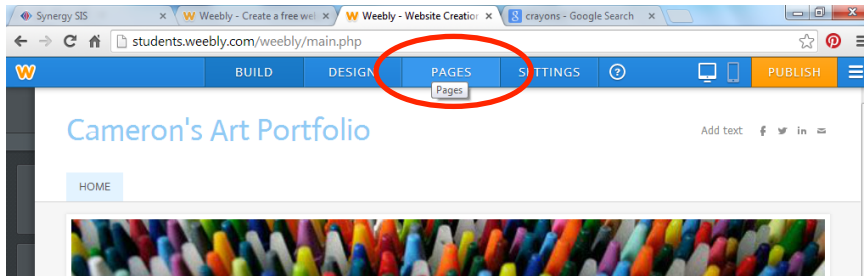 Synergy SIS
Weebly - Create a free wel
Weebly - Website Creation
crayons - Google Search
students.weebly.com/weebly/main.php
BUILD DESIGN PAGES SETTINGS ? PUBLISH
Pages
Cameron's Art Portfolio
Add text
HOME